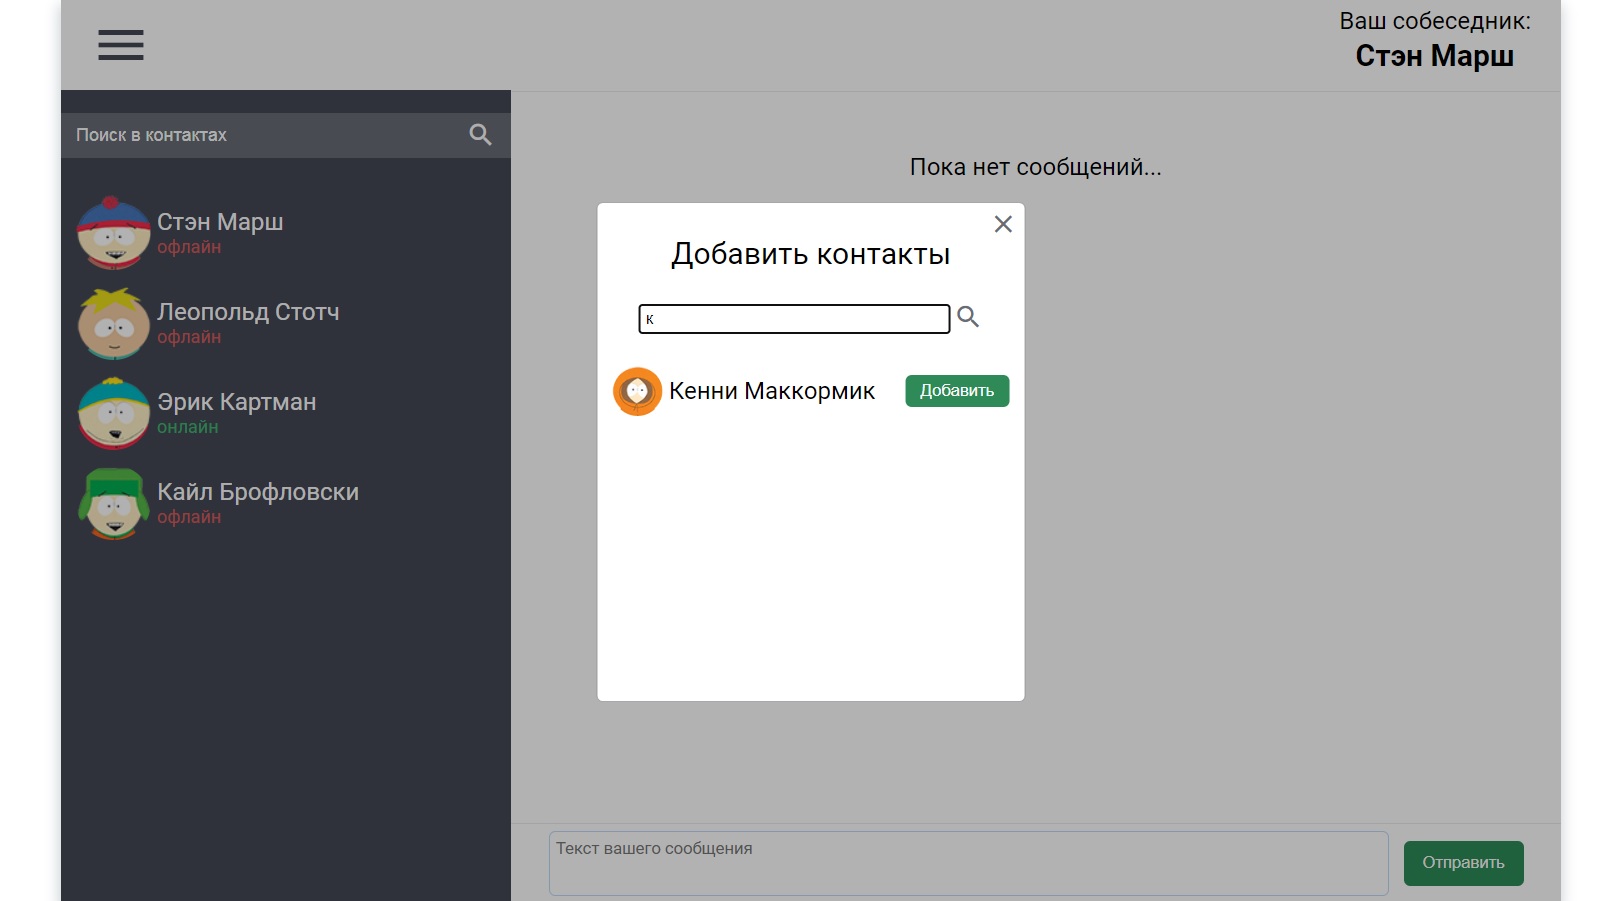 Ваш собеседник:
Стэн Марш
Поиск в контактах
Стэн Марш
офлайн
Леопольд Стотч
офлайн
Эрик Картман
онлайн
Кайл Брофловски
офлайн
Пока нет сообщений...
Добавить контакты
к
Кенни Маккормик
Добавить
Текст вашего сообщения
Отправить